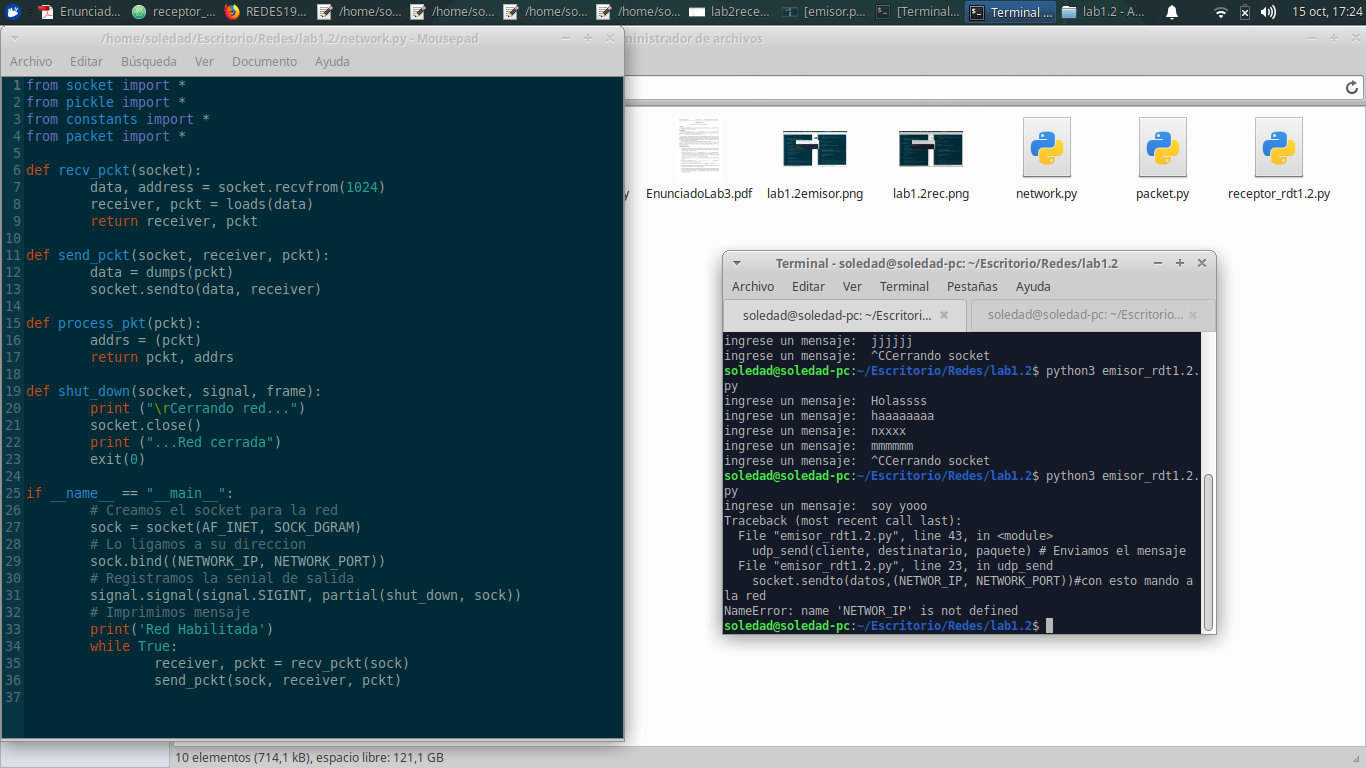 Enunciad...
receptor_...
REDES19...
/home/so...
/home/so...
/home/so...
/home/so...
lab2rece...
[emisor.p...
[Terminal...
Terminal ...
lab1.2 - A...
15 oct, 17:24
/home/soledad/Escritorio/Redes/lab1.2/network.py - Mousepad
ministrador de archivos
Archivo Editar Búsqueda Ver Documento Ayuda
1 from socket import *
2 from pickle import *
3 from constants import *
4 from packet import *
5
6 def recv_pckt(socket):
7 data, address = socket.recvfrom(1024)
8 receiver, pckt = loads(data)
9 return receiver, pckt
10
11 def send_pckt(socket, receiver, pckt):
12 data = dumps(pckt)
13 socket.sendto(data, receiver)
14
15 def process_pkt(pckt):
16 addrs = (pckt)
17 return pckt, addrs
18
19 def shut_down(socket, signal, frame):
20 print ("\rCerrando red...")
21 socket.close()
22 print ("...Red cerrada")
23 exit(0)
24
25 if __name__ == "__main__":
26 # Creamos el socket para la red
27 sock = socket(AF_INET, SOCK_DGRAM)
28 # Lo ligamos a su direccion
29 sock.bind((NETWORK_IP, NETWORK_PORT))
30 # Registramos la senial de salida
31 signal.signal(signal.SIGINT, partial(shut_down, sock))
32 # Imprimimos mensaje
33 print('Red Habilitada')
34 while True:
35 receiver, pckt = recv_pckt(sock)
36 send_pckt(sock, receiver, pckt)
37
y
EnunciadoLab3.pdf
lab1.2emisor.png
lab1.2rec.png
network.py
packet.py
receptor_rdt1.2.py
Terminal - soledad@soledad-pc: ~/Escritorio/Redes/lab1.2
Archivo Editar Ver Terminal Pestañas Ayuda
soledad@soledad-pc: ~/Escritori...
soledad@soledad-pc: ~/Escritorio...
ingrese un mensaje: jjjjjj
ingrese un mensaje: ^CCerrando socket
soledad@soledad-pc:~/Escritorio/Redes/lab1.2$ python3 emisor_rdt1.2.
py
ingrese un mensaje: Holassss
ingrese un mensaje: haaaaaaaa
ingrese un mensaje: nxxxx
ingrese un mensaje: mmmmmm
ingrese un mensaje: ^CCerrando socket
soledad@soledad-pc:~/Escritorio/Redes/lab1.2$ python3 emisor_rdt1.2.
py
ingrese un mensaje: soy yooo
Traceback (most recent call last):
File "emisor_rdt1.2.py", line 43, in <module>
udp_send(cliente, destinatario, paquete) # Enviamos el mensaje
File "emisor_rdt1.2.py", line 23, in udp_send
socket.sendto(datos,(NETWOR_IP, NETWORK_PORT))#con esto mando a
la red
NameError: name 'NETWOR_IP' is not defined
soledad@soledad-pc:~/Escritorio/Redes/lab1.2$
10 elementos (714,1 kB), espacio libre: 121,1 GB